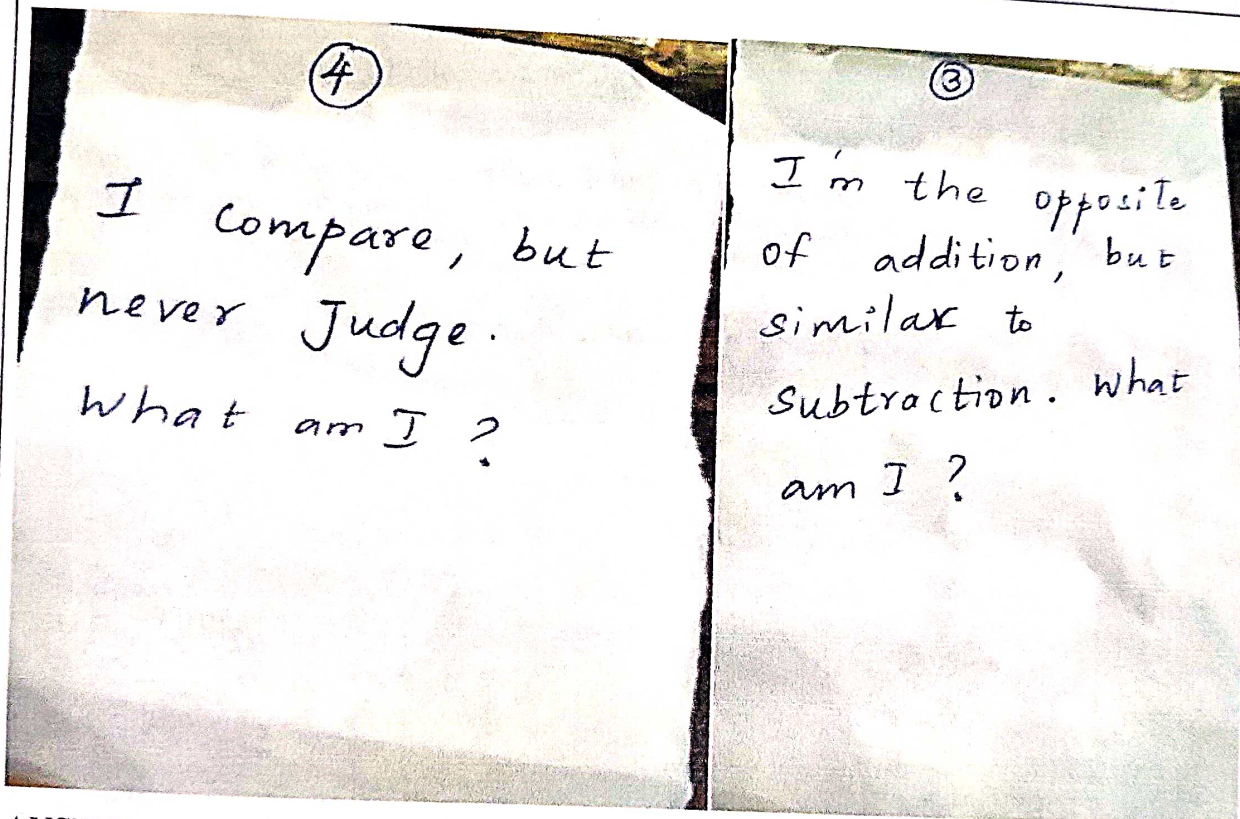 ④
I compare, but
never Judge.
What am I ?
③
I'm the opposite
of addition, but
similar to
subtraction. What
am I ?